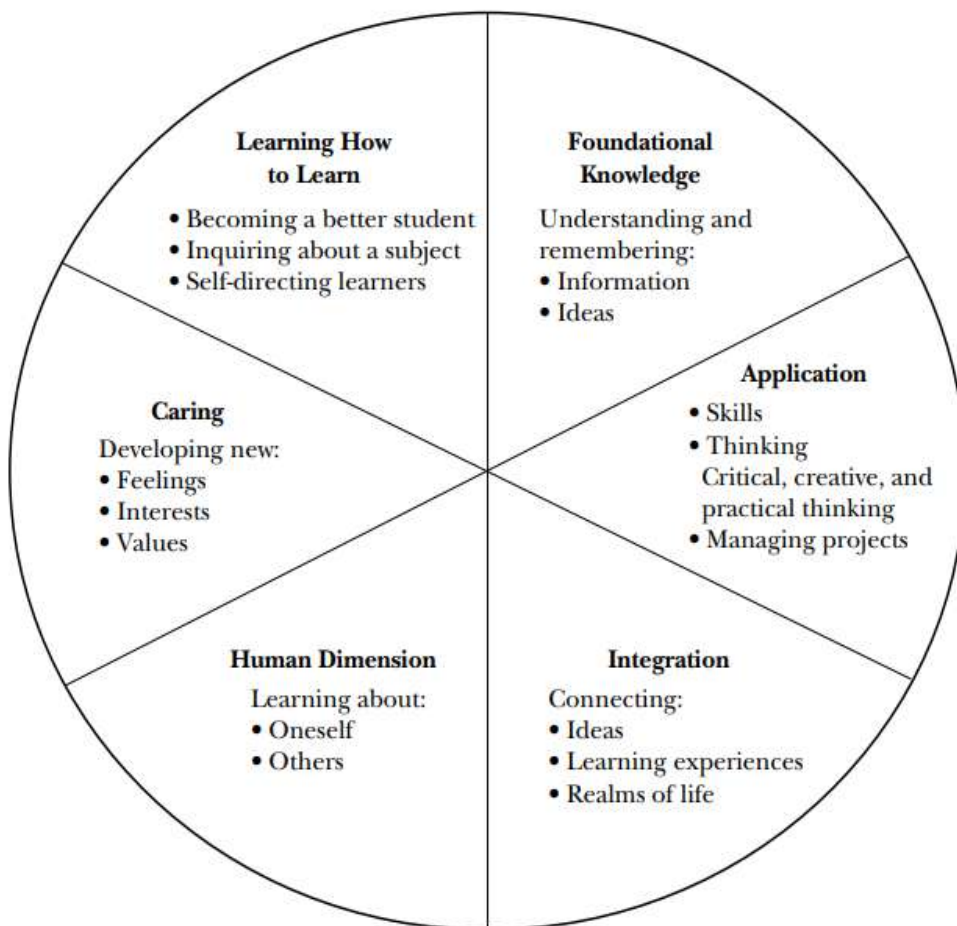 Learning How
to Learn
• Becoming a better student
• Inquiring about a subject
• Self-directing learners
Foundational
Knowledge
Understanding and
remembering:
• Information
• Ideas
Application
• Skills
• Thinking
Critical, creative, and
practical thinking
• Managing projects
Caring
Developing new:
• Feelings
• Interests
• Values
Human Dimension
Learning about:
• Oneself
• Others
Integration
Connecting:
• Ideas
• Learning experiences
• Realms of life